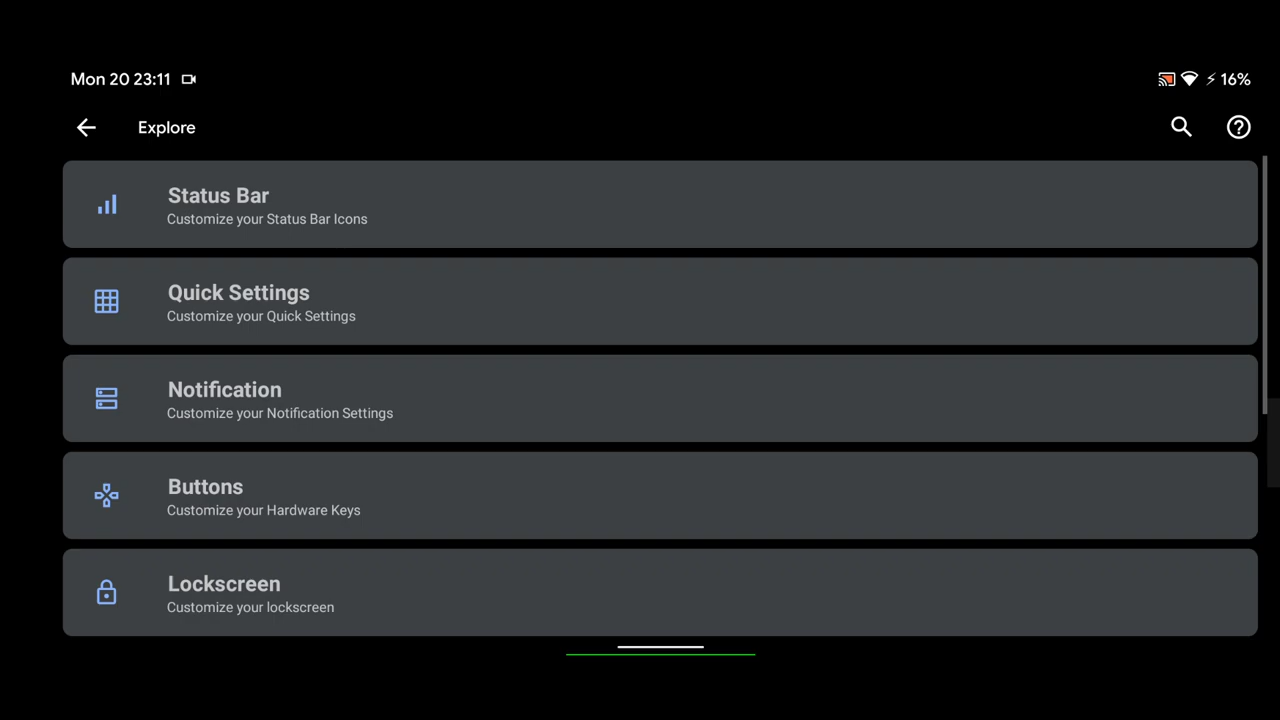 Mon 20 23:11
16%
Explore
Status Bar
Customize your Status Bar Icons
Quick Settings
Customize your Quick Settings
Notification
Customize your Notification Settings
Buttons
Customize your Hardware Keys
Lockscreen
Customize your lockscreen